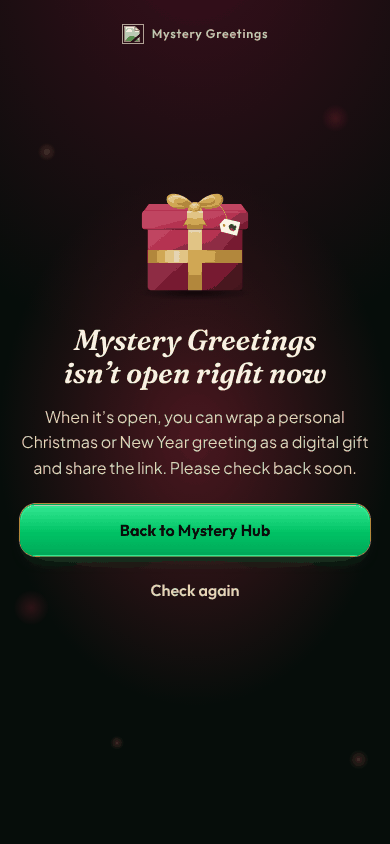 Mystery Greetings
Mystery Greetings
isn’t open right now
When it’s open, you can wrap a personal
Christmas or New Year greeting as a digital gift
and share the link. Please check back soon.
Back to Mystery Hub
Check again